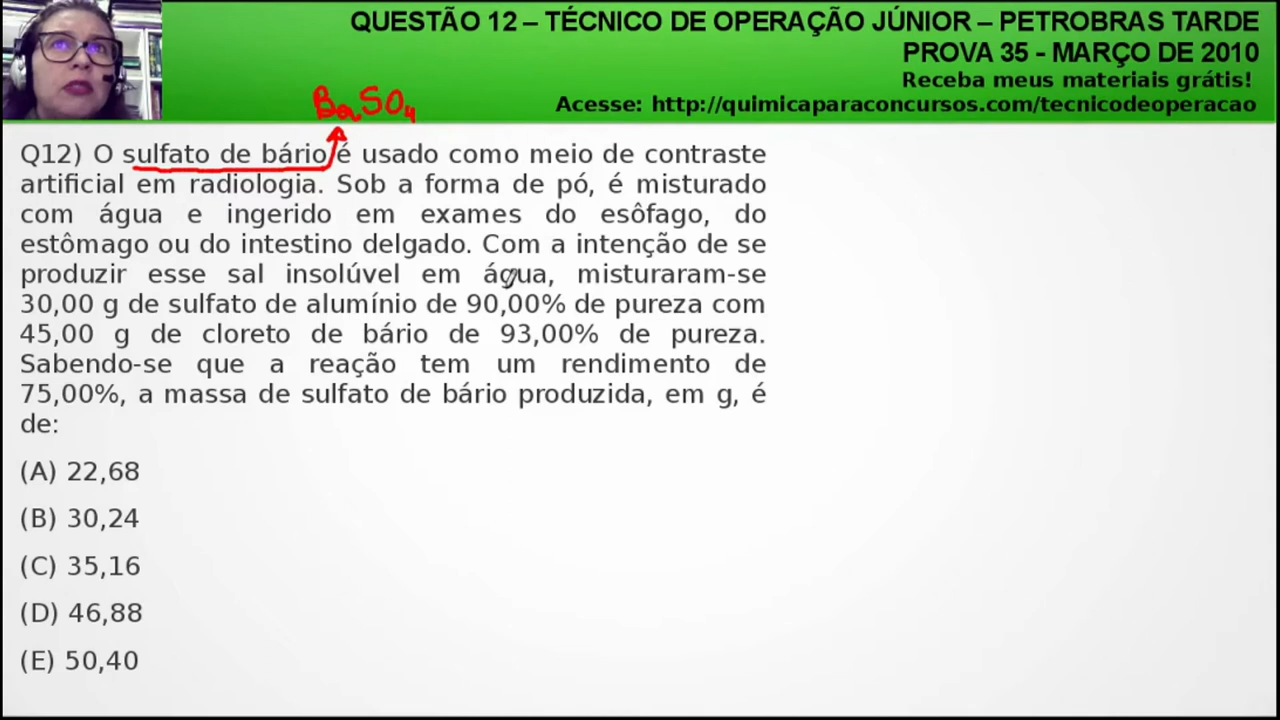 QUESTÃO 12 – TÉCNICO DE OPERAÇÃO JÚNIOR – PETROBRAS TARDE
PROVA 35 - MARÇO DE 2010
Receba meus materiais grátis!
Acesse: http://quimicaparaconcursos.com/tecnicodeoperacao
BaSO4
Q12) O sulfato de bário é usado como meio de contraste
artificial em radiologia. Sob a forma de pó, é misturado
com água e ingerido em exames do esôfago, do
estômago ou do intestino delgado. Com a intenção de se
produzir esse sal insolúvel em água, misturaram-se
30,00 g de sulfato de alumínio de 90,00% de pureza com
45,00 g de cloreto de bário de 93,00% de pureza.
Sabendo-se que a reação tem um rendimento de
75,00%, a massa de sulfato de bário produzida, em g, é
de:
(A) 22,68
(B) 30,24
(C) 35,16
(D) 46,88
(E) 50,40